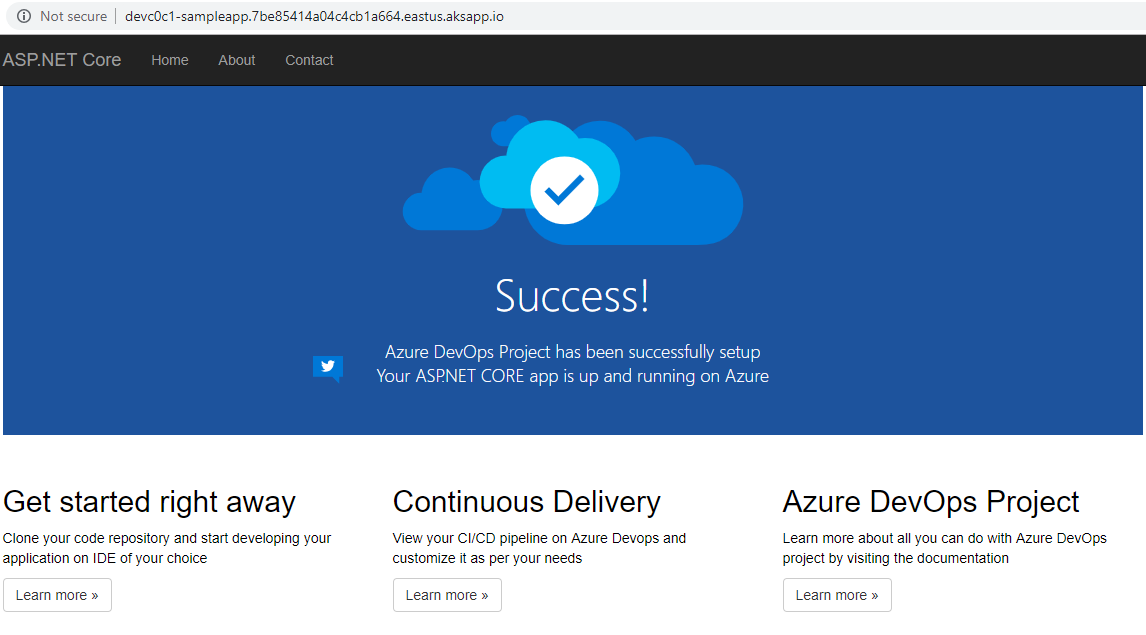 Not secure devc0c1-sampleapp.7be85414a04c4cb1a664.eastus.aksapp.io
ASP.NET Core Home About Contact
Success!
Azure DevOps Project has been successfully setup
Your ASP.NET CORE app is up and running on Azure
Get started right away
Clone your code repository and start developing your
application on IDE of your choice
Learn more »
Continuous Delivery
View your CI/CD pipeline on Azure Devops and
customize it as per your needs
Learn more »
Azure DevOps Project
Learn more about all you can do with Azure DevOps
project by visiting the documentation
Learn more »